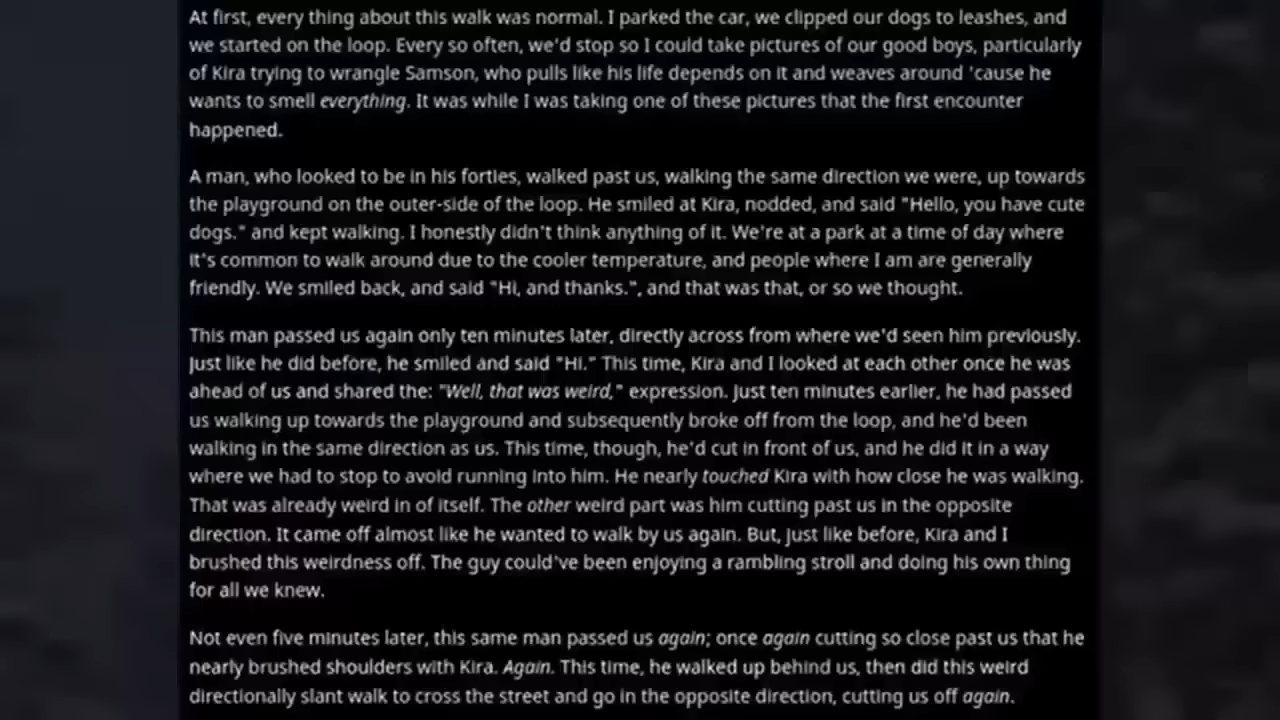 At first, every thing about this walk was normal. I parked the car, we clipped our dogs to leashes, and
we started on the loop. Every so often, we'd stop so I could take pictures of our good boys, particularly
of Kira trying to wrangle Samson, who pulls like his life depends on it and weaves around 'cause he
wants to smell everything. It was while I was taking one of these pictures that the first encounter
happened.
A man, who looked to be in his forties, walked past us, walking the same direction we were, up towards
the playground on the outer-side of the loop. He smiled at Kira, nodded, and said "Hello, you have cute
dogs." and kept walking. I honestly didn't think anything of it. We're at a park at a time of day where
it's common to walk around due to the cooler temperature, and people where I am are generally
friendly. We smiled back, and said "Hi, and thanks.", and that was that, or so we thought.
This man passed us again only ten minutes later, directly across from where we'd seen him previously.
Just like he did before, he smiled and said "Hi." This time, Kira and I looked at each other once he was
ahead of us and shared the: "Well, that was weird," expression. Just ten minutes earlier, he had passed
us walking up towards the playground and subsequently broke off from the loop, and he'd been
walking in the same direction as us. This time, though, he'd cut in front of us, and he did it in a way
where we had to stop to avoid running into him. He nearly touched Kira with how close he was walking.
That was already weird in of itself. The other weird part was him cutting past us in the opposite
direction. It came off almost like he wanted to walk by us again. But, just like before, Kira and I
brushed this weirdness off. The guy could've been enjoying a rambling stroll and doing his own thing
for all we knew.
Not even five minutes later, this same man passed us again; once again cutting so close past us that he
nearly brushed shoulders with Kira. Again. This time, he walked up behind us, then did this weird
directionally slant walk to cross the street and go in the opposite direction, cutting us off again.